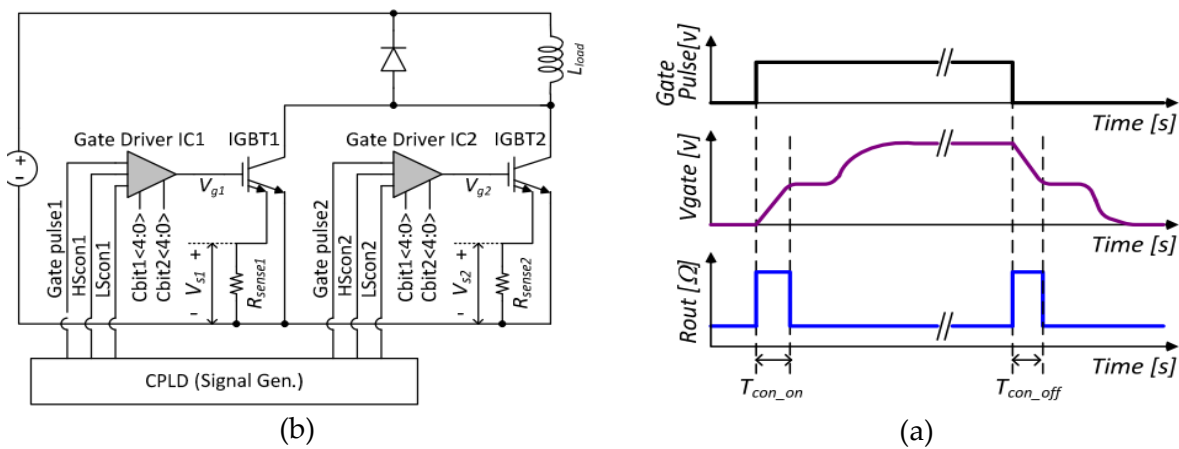 L_load
Gate Driver IC1
IGBT1
Gate Driver IC2
IGBT2
+
-
V_g1
V_g2
Gate pulse1
HScon1
LScon1
Cbit1<4:0>
Cbit2<4:0>
V_s1
+
-
R_sense1
Gate pulse2
HScon2
LScon2
Cbit1<4:0>
Cbit2<4:0>
V_s2
+
-
R_sense2
CPLD (Signal Gen.)
(b)
Gate
Pulse[v]
Time [s]
Vgate [v]
Time [s]
Rout [Ω]
Time [s]
T_con_on
T_con_off
(a)